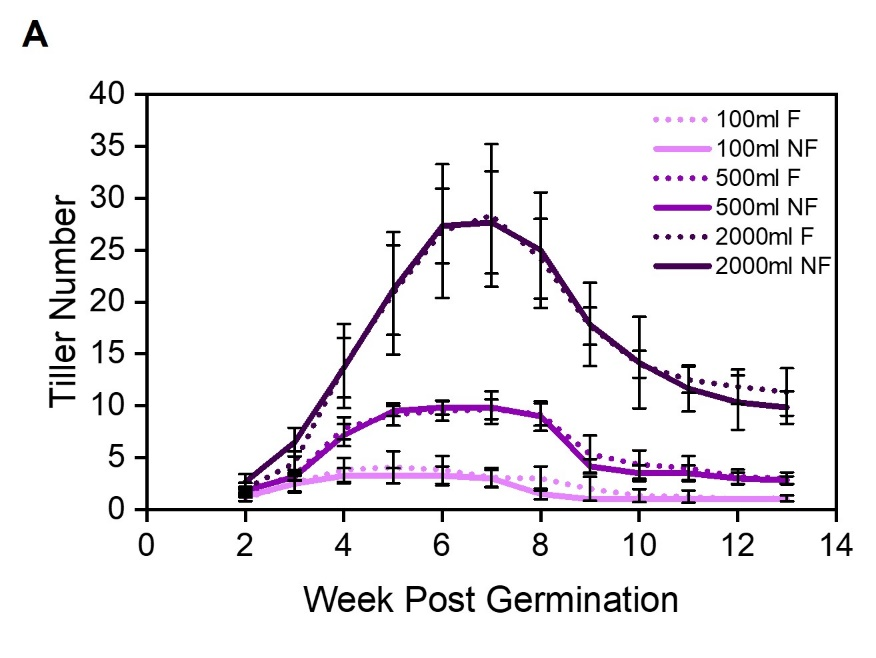 A
40
35
30
25
20
15
10
5
0
Tiller Number
100ml F
100ml NF
500ml F
500ml NF
2000ml F
2000ml NF
0 2 4 6 8 10 12 14
Week Post Germination